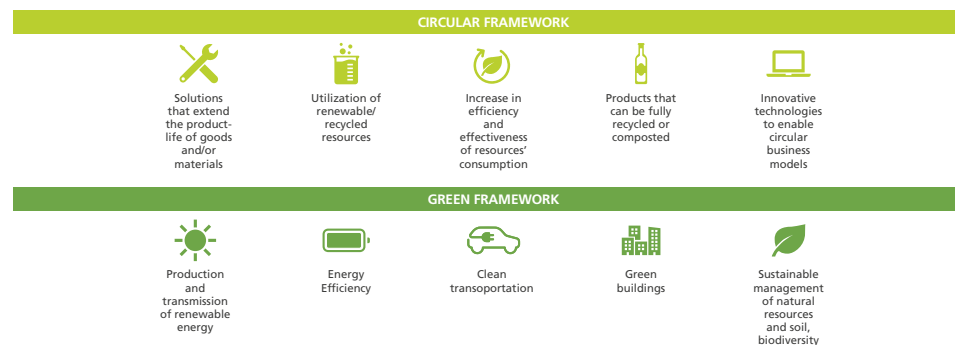 CIRCULAR FRAMEWORK
Solutions
that extend
the product-
life of goods
and/or
materials
Utilization of
renewable/
recycled
resources
Increase in
efficiency
and
effectiveness
of resources’
consumption
Products that
can be fully
recycled or
composted
Innovative
technologies
to enable
circular
business
models
GREEN FRAMEWORK
Production
and
transmission
of renewable
energy
Energy
Efficiency
Clean
transoportation
Green
buildings
Sustainable
management
of natural
resources
and soil,
biodiversity